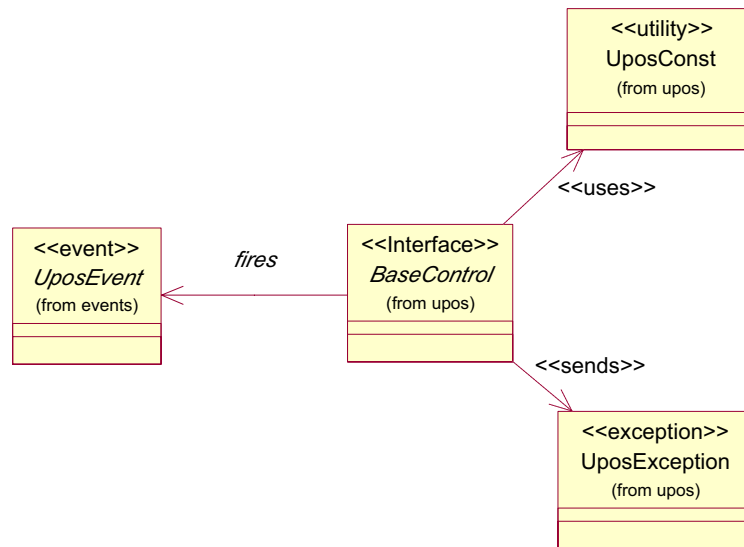 <<utility>>
UposConst
(from upos)
<<uses>>
<<event>>
UposEvent
(from events)
fires
<<Interface>>
BaseControl
(from upos)
<<sends>>
<<exception>>
UposException
(from upos)